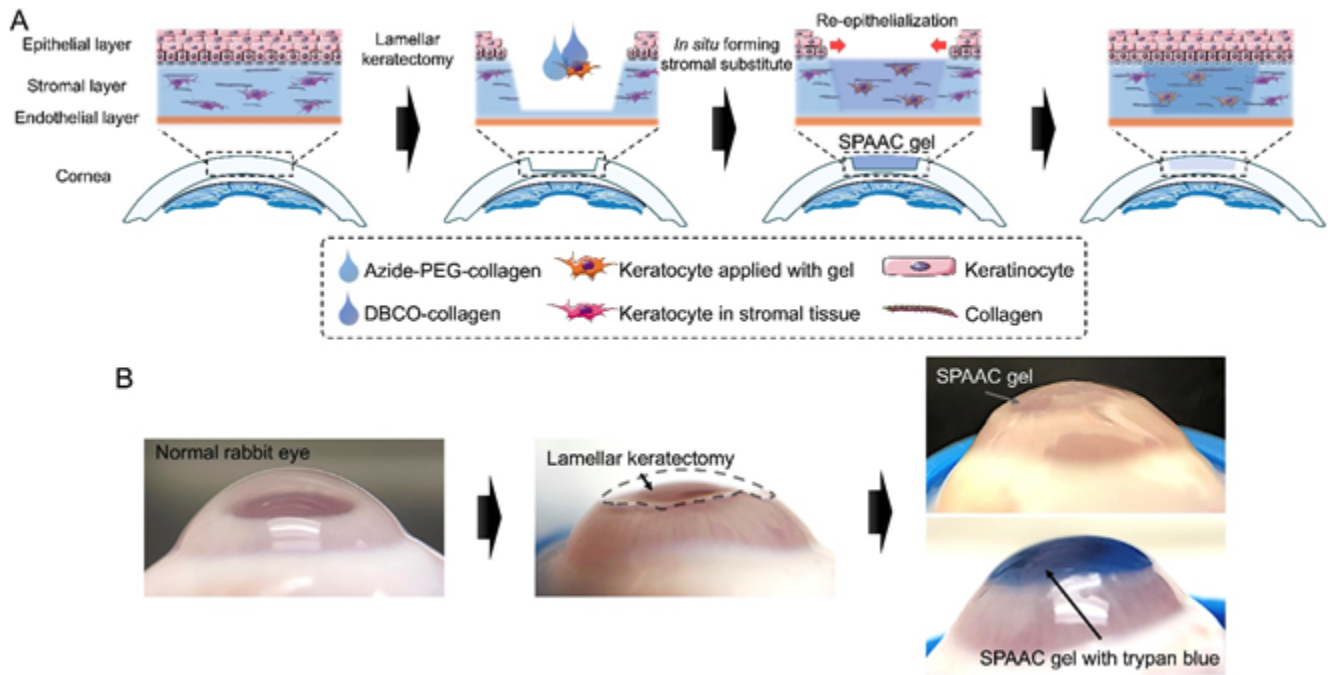 A
Epithelial layer
Stromal layer
Endothelial layer
Cornea
Lamellar
keratectomy
In situ forming
stromal substitute
Re-epithelialization
SPAAC gel
Azide-PEG-collagen
Keratocyte applied with gel
Keratinocyte
DBCO-collagen
Keratocyte in stromal tissue
Collagen
B
Normal rabbit eye
Lamellar keratectomy
SPAAC gel
SPAAC gel with trypan blue